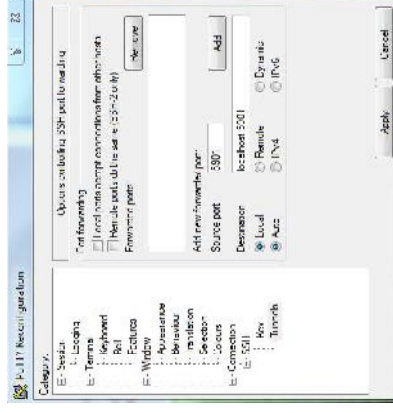 PuTTY Reconfiguration
Category:
Session
Logging
Terminal
Keyboard
Bell
Features
Window
Appearance
Behaviour
Translation
Selection
Colours
Connection
SSH
Kex
Tunnels
Options controlling SSH port forwarding
Port forwarding
Local ports accept connections from other hosts
Remote ports do the same (SSH-2 only)
Forwarded ports:
Remove
Add new forwarded port:
Source port
5901
Add
Destination
localhost:5901
Local
Remote
Dynamic
Auto
IPv4
IPv6
Apply
Cancel